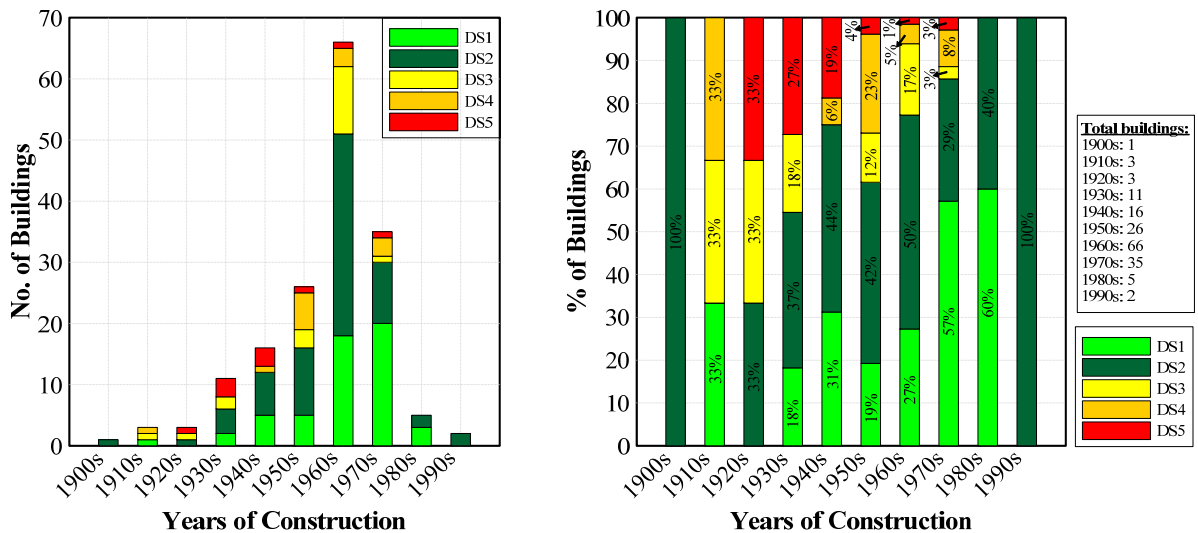 70
60
50
40
30
20
10
0
No. of Buildings
DS1
DS2
DS3
DS4
DS5
1900s
1910s
1920s
1930s
1940s
1950s
1960s
1970s
1980s
1990s
Years of Construction
100
90
80
70
60
50
40
30
20
10
0
% of Buildings
100%
33%
33%
33%
33%
33%
33%
27%
18%
37%
18%
19%
6%
44%
31%
4%
23%
12%
42%
19%
1%
5%
17%
50%
27%
3%
8%
3%
29%
57%
40%
60%
100%
1900s
1910s
1920s
1930s
1940s
1950s
1960s
1970s
1980s
1990s
Years of Construction
Total buildings:
1900s: 1
1910s: 3
1920s: 3
1930s: 11
1940s: 16
1950s: 26
1960s: 66
1970s: 35
1980s: 5
1990s: 2
DS1
DS2
DS3
DS4
DS5